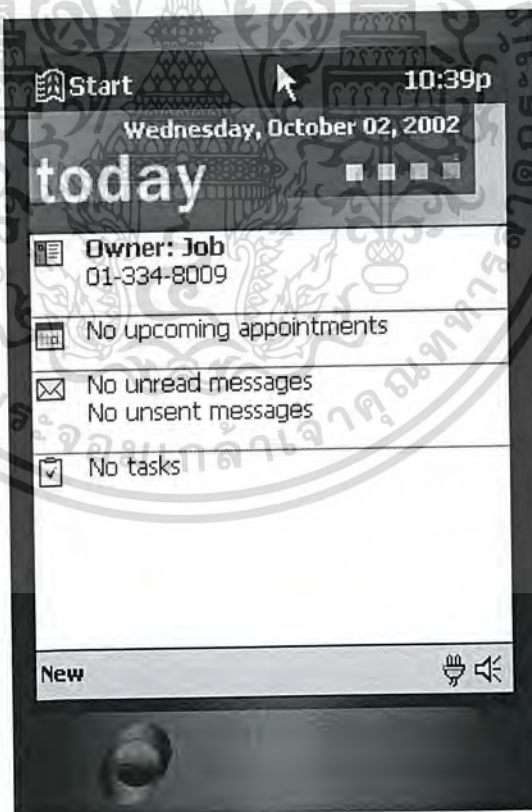 Start 10:39p
Wednesday, October 02, 2002
today
Owner: Job
01-334-8009
No upcoming appointments
No unread messages
No unsent messages
No tasks
New